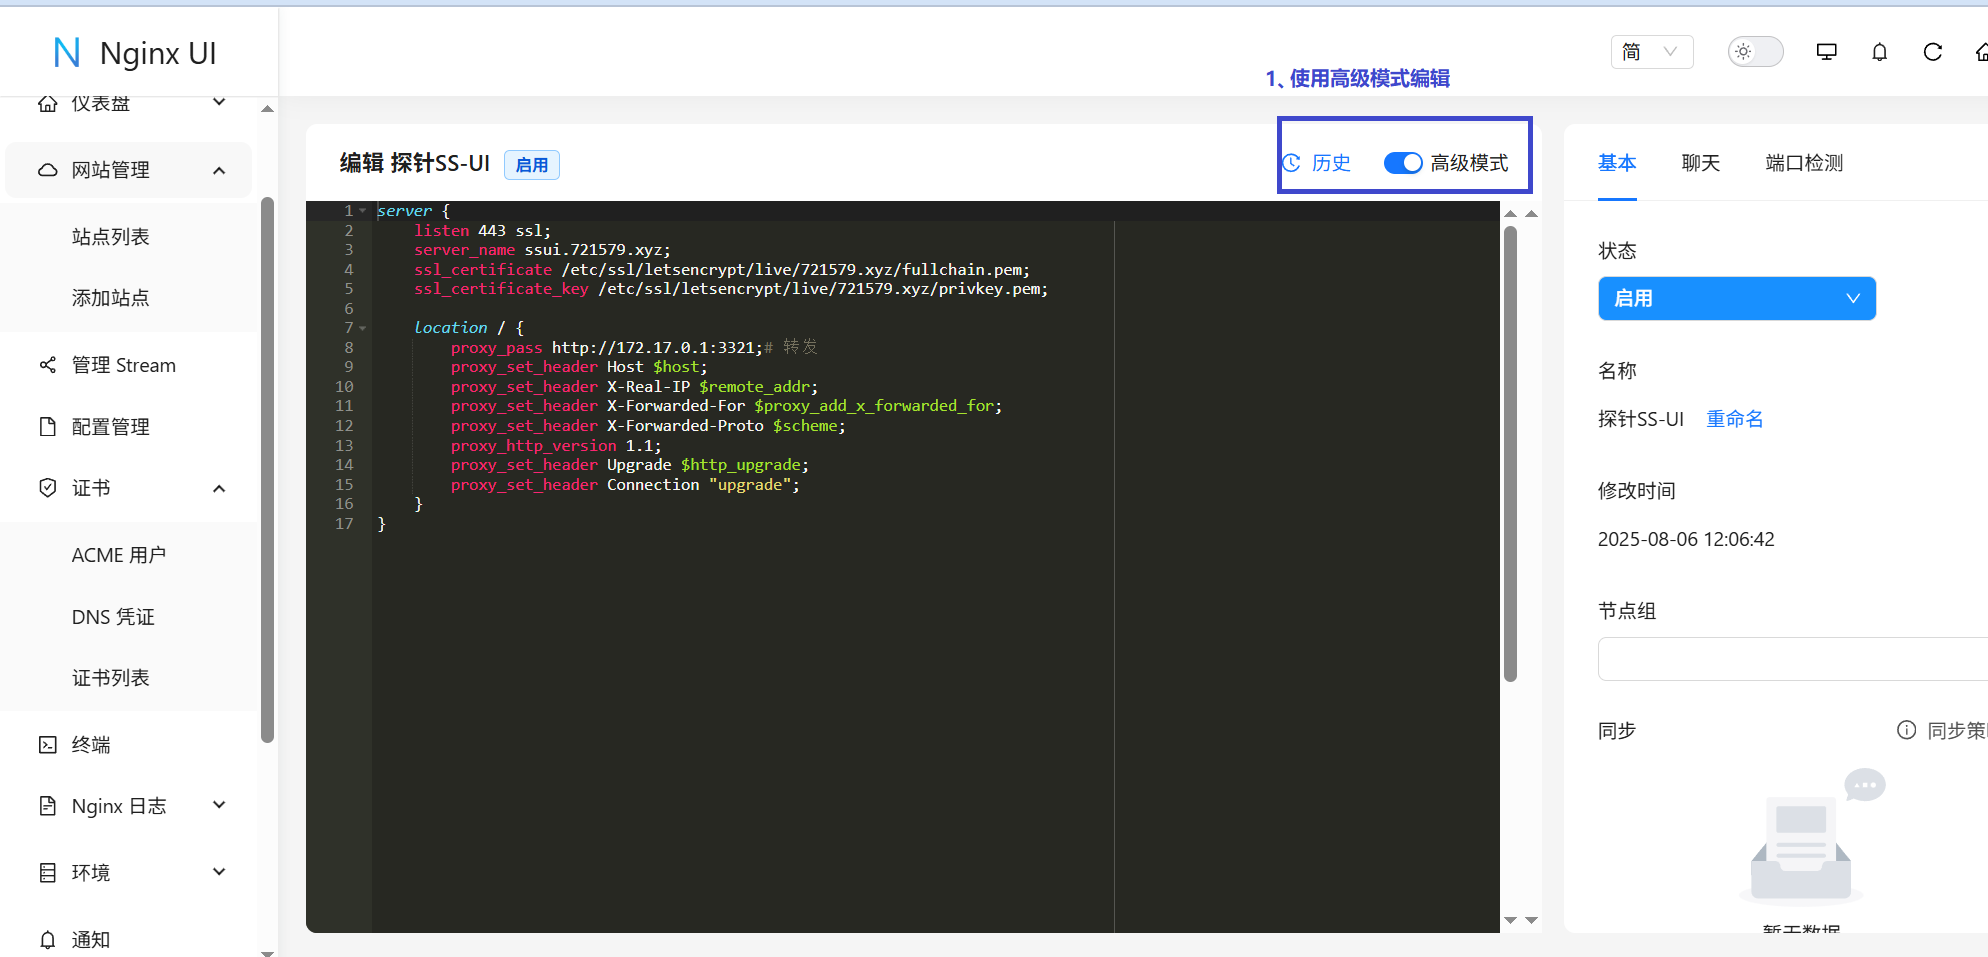 Nginx UI
简
1、使用高级模式编辑
仪表盘
网站管理
站点列表
添加站点
管理 Stream
配置管理
证书
ACME 用户
DNS 凭证
证书列表
终端
Nginx 日志
环境
通知
编辑 探针SS-UI 启用
历史 高级模式
1 server {
2     listen 443 ssl;
3     server_name ssui.721579.xyz;
4     ssl_certificate /etc/ssl/letsencrypt/live/721579.xyz/fullchain.pem;
5     ssl_certificate_key /etc/ssl/letsencrypt/live/721579.xyz/privkey.pem;
6
7     location / {
8         proxy_pass http://172.17.0.1:3321;# 转发
9         proxy_set_header Host $host;
10         proxy_set_header X-Real-IP $remote_addr;
11         proxy_set_header X-Forwarded-For $proxy_add_x_forwarded_for;
12         proxy_set_header X-Forwarded-Proto $scheme;
13         proxy_http_version 1.1;
14         proxy_set_header Upgrade $http_upgrade;
15         proxy_set_header Connection "upgrade";
16     }
17 }
基本 聊天 端口检测
状态
启用
名称
探针SS-UI 重命名
修改时间
2025-08-06 12:06:42
节点组
同步 同步策
暂无数据